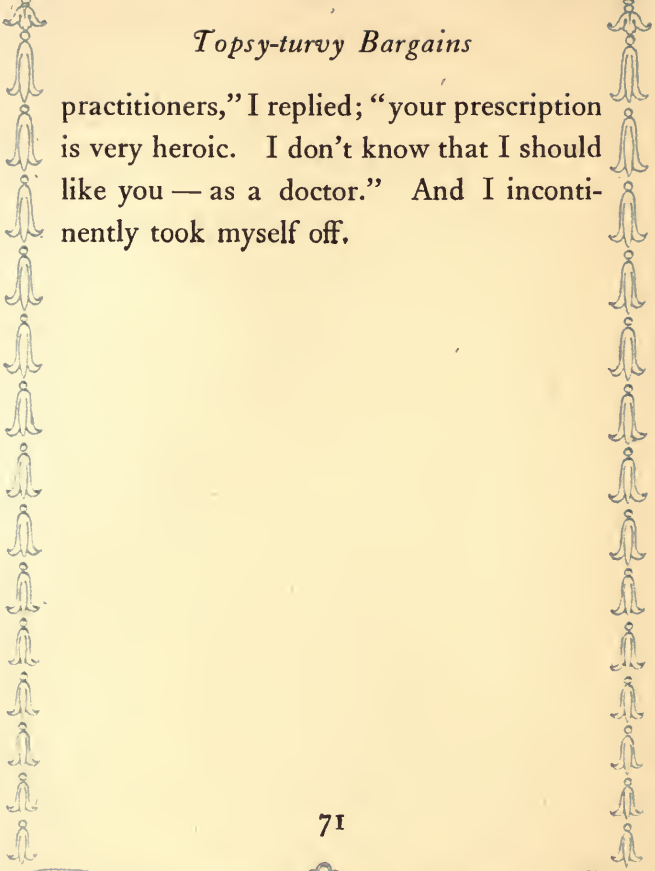 Topsy-turvy Bargains
practitioners,” I replied; “your prescription
is very heroic. I don’t know that I should
like you — as a doctor.” And I inconti-
nently took myself off.
71